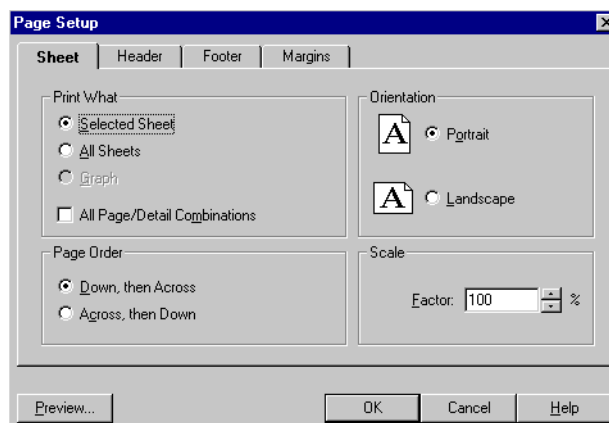 Page Setup
Sheet Header Footer Margins
Print What
Selected Sheet
All Sheets
Graph
All Page/Detail Combinations
Orientation
A Portrait
A Landscape
Page Order
Down, then Across
Across, then Down
Scale
Factor: 100 %
Preview... OK Cancel Help